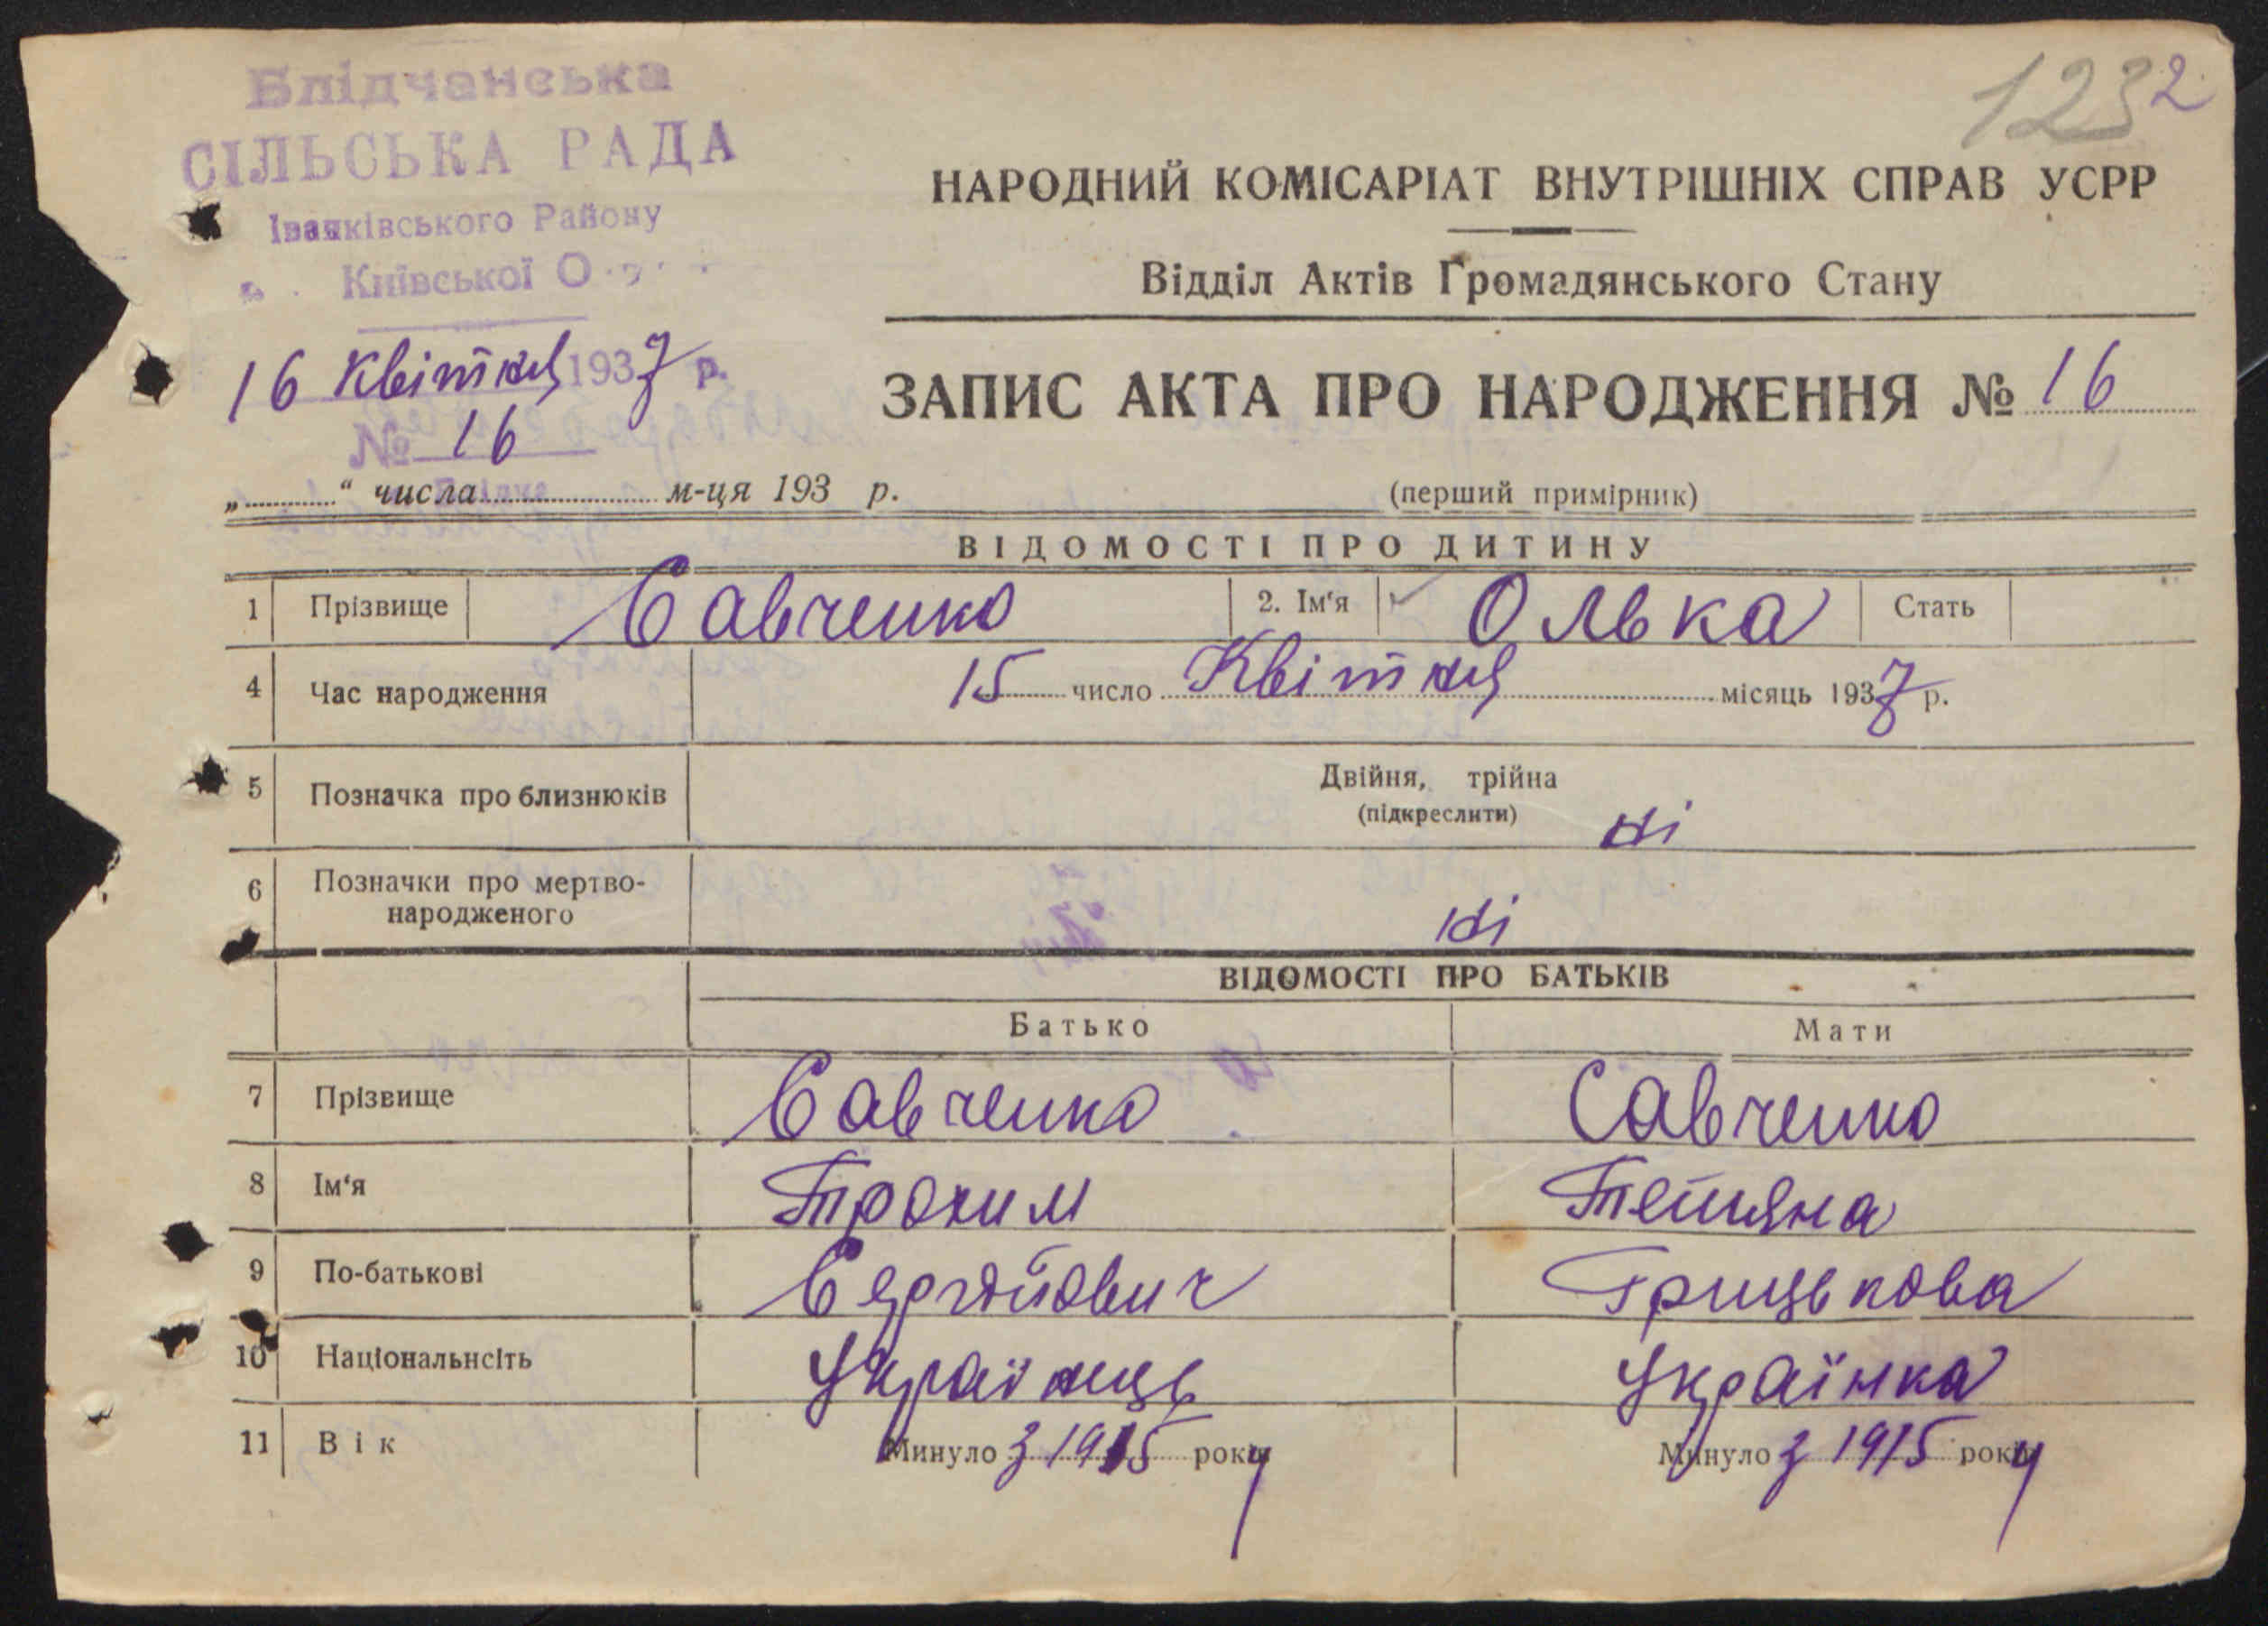 Блідчанська
СІЛЬСЬКА РАДА
Іванківського Району
Київської
16 Квітня 1937 р.
№ 16
1232
НАРОДНИЙ КОМІСАРІАТ ВНУТРІШНІХ СПРАВ УСРР
Відділ Актів Громадянського Стану
ЗАПИС АКТА ПРО НАРОДЖЕННЯ № 16
„ “ числа м-ця 193 р. (перший примірник)
ВІДОМОСТІ ПРО ДИТИНУ
1 Прізвище Савченко 2. Ім‘я Олька Стать
4 Час народження 15 число Квітня місяць 1937 р.
5 Позначка про близнюків Двійня, трійна
(підкреслити) Ні
6 Позначки про мертво-
народженого Ні
ВІДОМОСТІ ПРО БАТЬКІВ
Батько Мати
7 Прізвище Савченко Савченко
8 Ім‘я Трохим Тетяна
9 По-батькові Сергійович Грицькова
10 Національнсіть Українець Українка
11 Вік Минуло з 1915 року Минуло з 1915 року